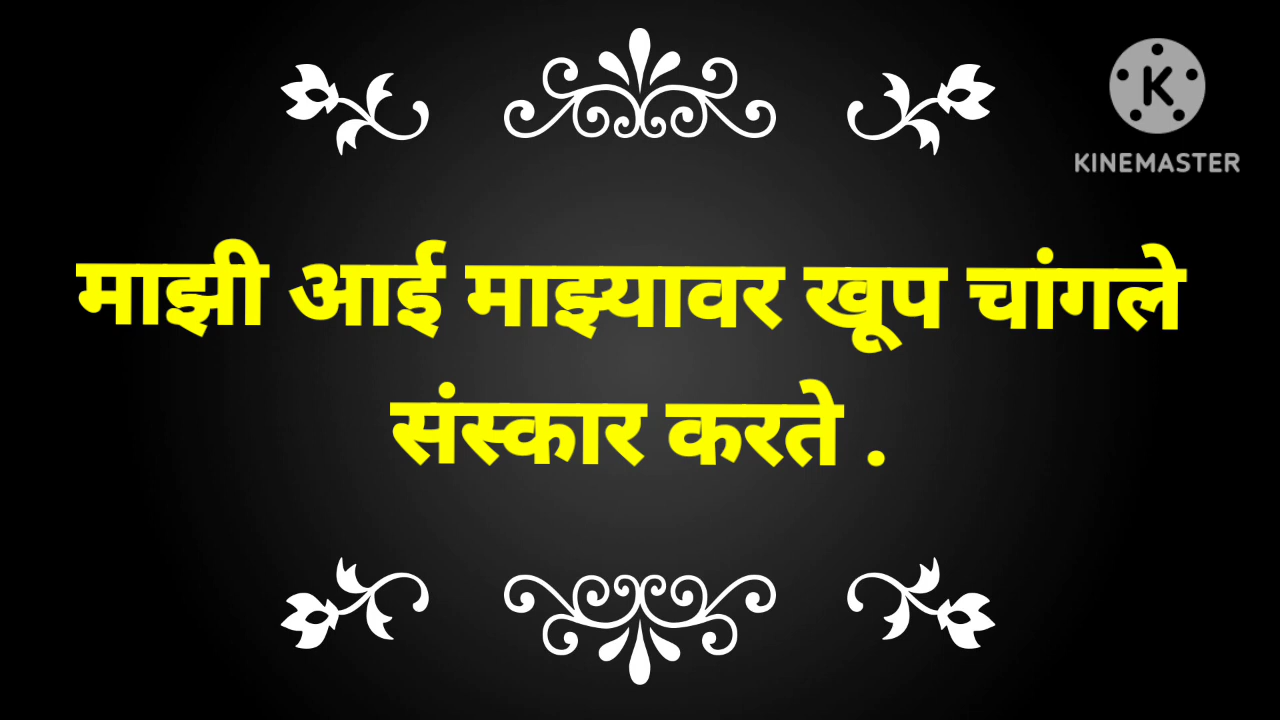 KINEMASTER
माझी आई माझ्यावर खूप चांगले
संस्कार करते .